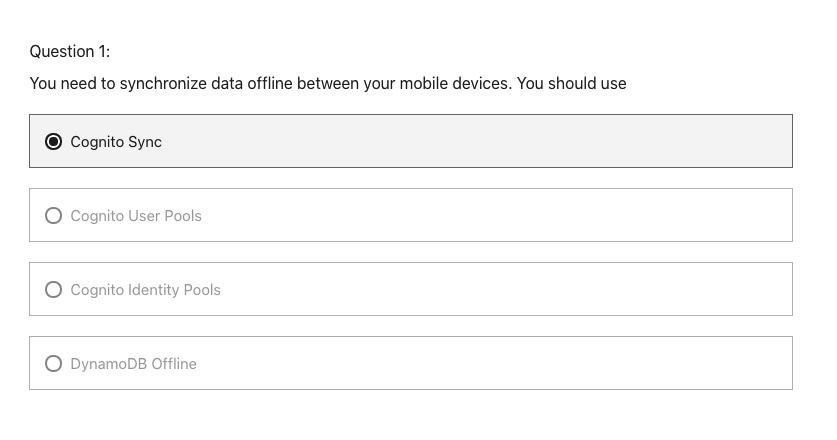 Question 1:
You need to synchronize data offline between your mobile devices. You should use
Cognito Sync
Cognito User Pools
Cognito Identity Pools
DynamoDB Offline